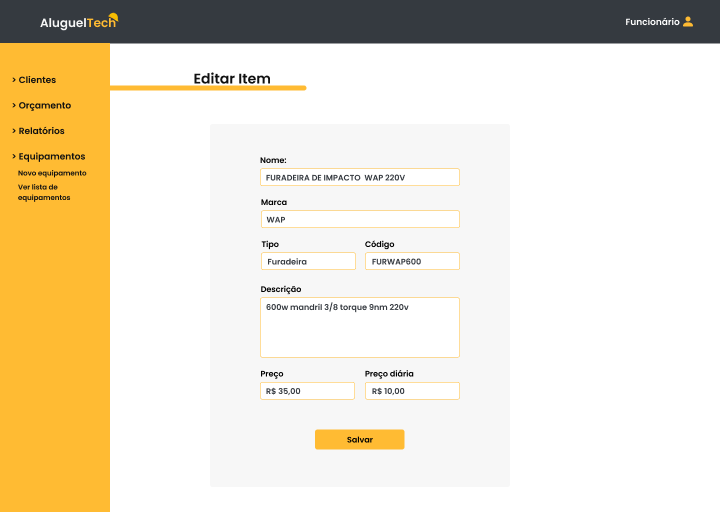 AluguelTech
Funcionário
> Clientes
> Orçamento
> Relatórios
> Equipamentos
Novo equipamento
Ver lista de
equipamentos
Editar Item
Nome:
FURADEIRA DE IMPACTO WAP 220V
Marca
WAP
Tipo
Código
Furadeira
FURWAP600
Descrição
600w mandril 3/8 torque 9nm 220v
Preço
Preço diária
R$ 35,00
R$ 10,00
Salvar